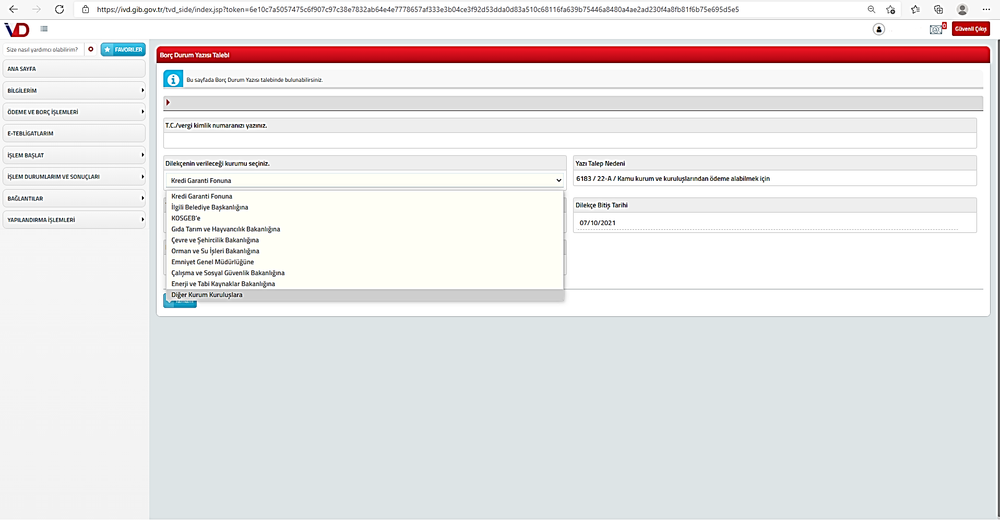 https://ivd.gib.gov.tr/tvd_side/index.jsp?token=6e10c7a5057475c6f907c97c38e7832ab64e4e7778657af333e3b04ce3f92d53dda0d83a510c68116fa639b75446a8480a4ae2ad230f4a8fb81f6b75e695d5e5
İVD
0
Güvenli Çıkış
Size nasıl yardımcı olabilirim?
FAVORİLER
ANA SAYFA
BİLGİLERİM
ÖDEME VE BORÇ İŞLEMLERİ
E-TEBLİGATLARIM
İŞLEM BAŞLAT
İŞLEM DURUMLARIM VE SONUÇLARI
BAĞLANTILAR
YAPILANDIRMA İŞLEMLERİ
Borç Durum Yazısı Talebi
Bu sayfada Borç Durum Yazısı talebinde bulunabilirsiniz.
T.C./vergi kimlik numaranızı yazınız.
Dilekçenin verileceği kurumu seçiniz.
Kredi Garanti Fonuna
Kredi Garanti Fonuna
İlgili Belediye Başkanlığına
KOSGEB'e
Gıda Tarım ve Hayvancılık Bakanlığına
Çevre ve Şehircilik Bakanlığına
Orman ve Su İşleri Bakanlığına
Emniyet Genel Müdürlüğüne
Çalışma ve Sosyal Güvenlik Bakanlığına
Enerji ve Tabi Kaynaklar Bakanlığına
Diğer Kurum Kuruluşlara
Tamam
Yazı Talep Nedeni
6183 / 22-A / Kamu kurum ve kuruluşlarından ödeme alabilmek için
Dilekçe Bitiş Tarihi
07/10/2021